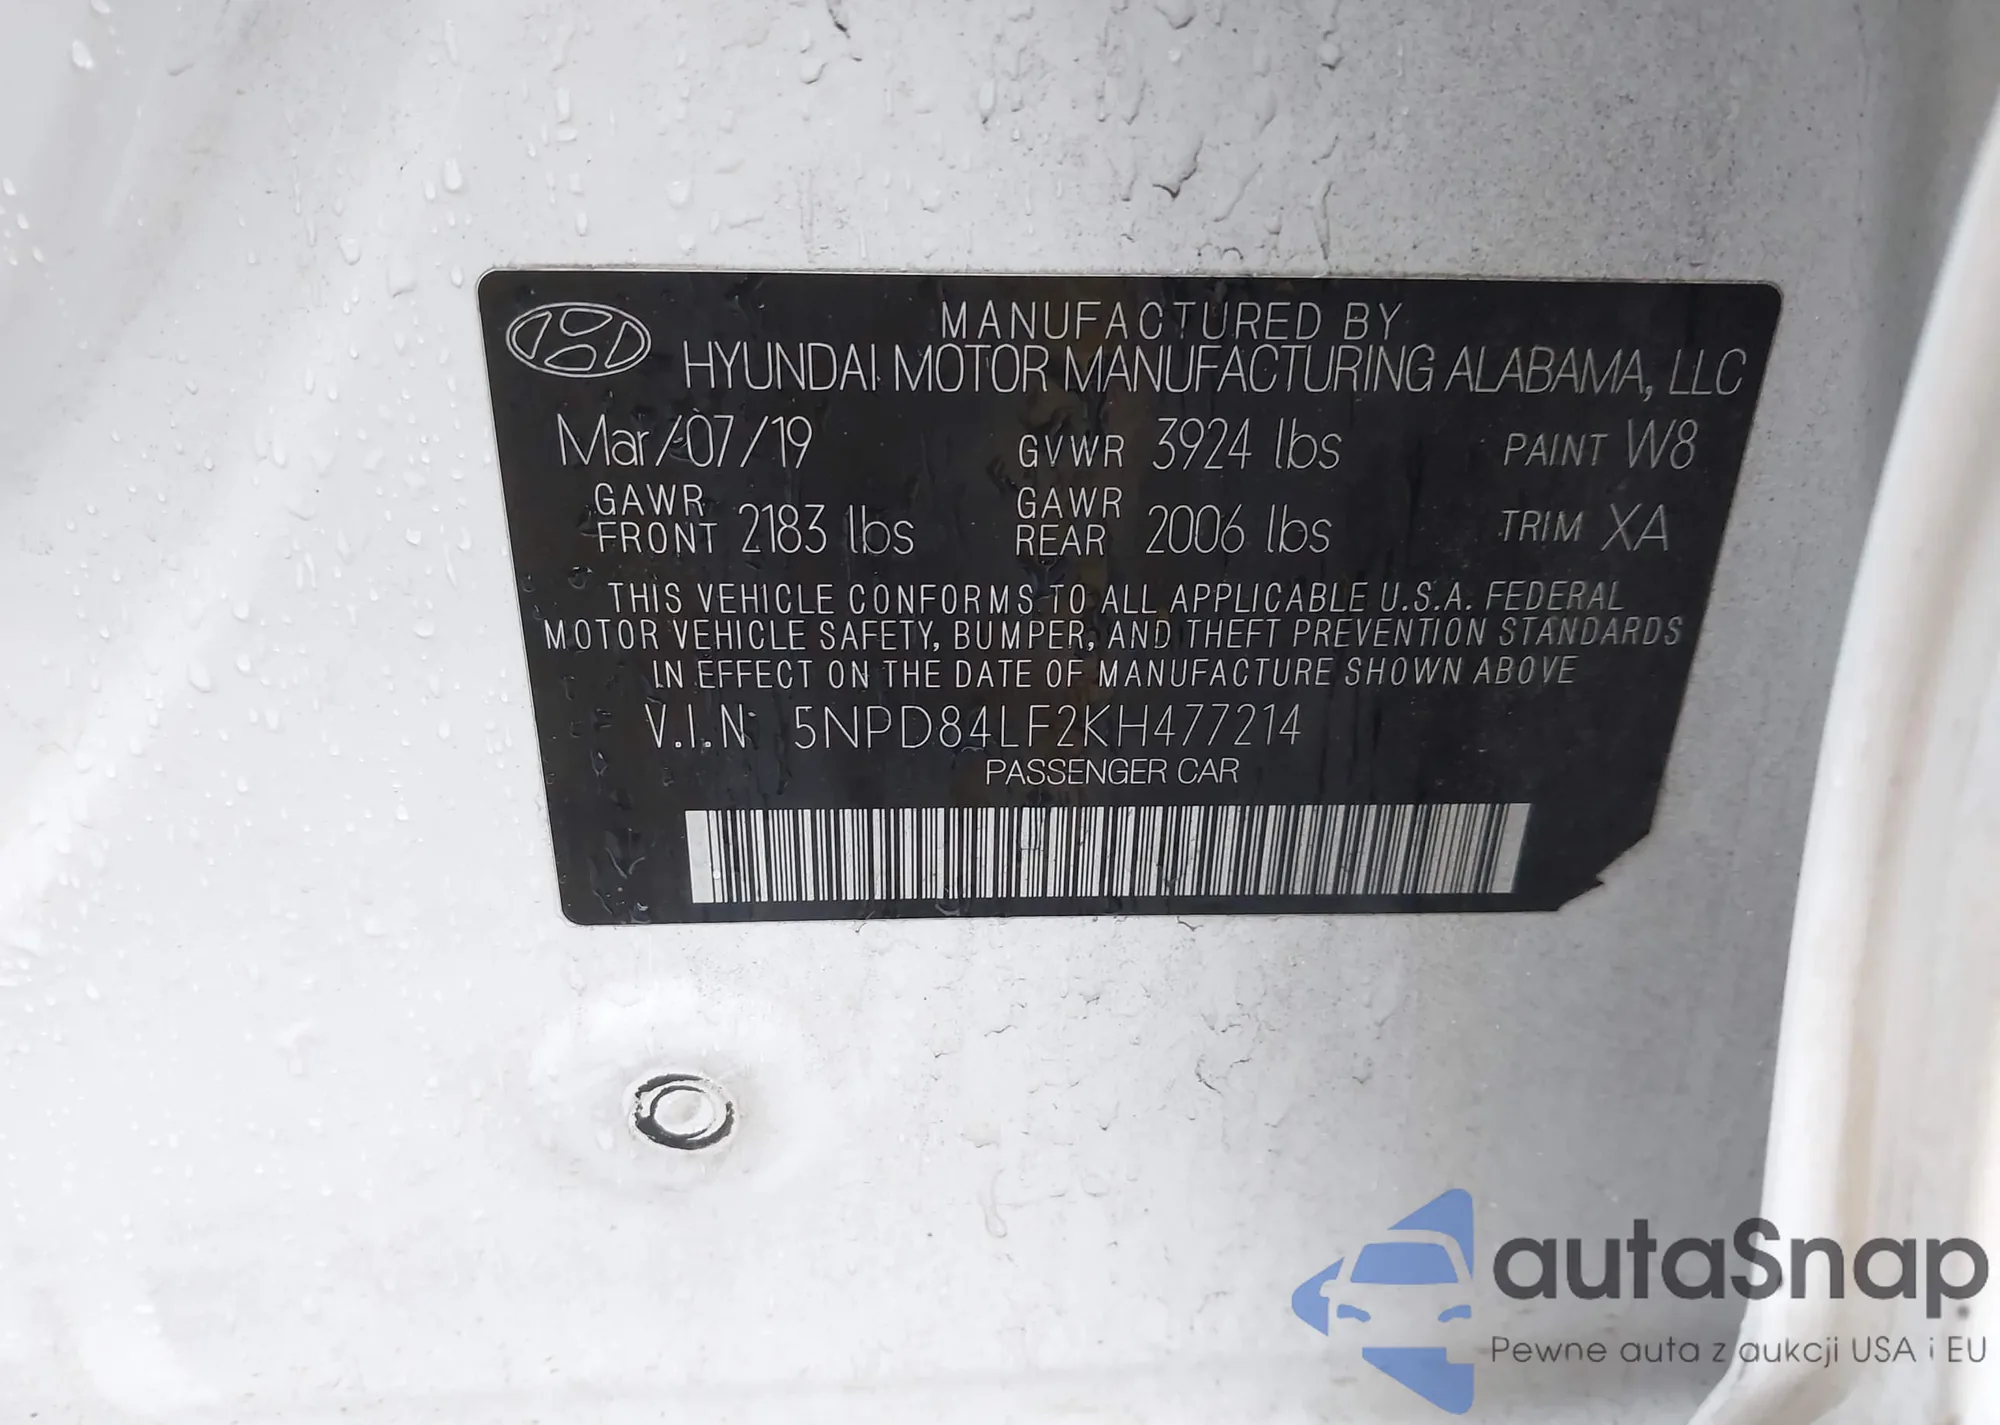 MANUFACTURED BY
HYUNDAI MOTOR MANUFACTURING ALABAMA, LLC
Mar/07/19 GVWR 3924 lbs PAINT W8
GAWR FRONT 2183 lbs GAWR REAR 2006 lbs TRIM XA
THIS VEHICLE CONFORMS TO ALL APPLICABLE U.S.A. FEDERAL
MOTOR VEHICLE SAFETY, BUMPER, AND THEFT PREVENTION STANDARDS
IN EFFECT ON THE DATE OF MANUFACTURE SHOWN ABOVE
V.I.N: 5NPD84LF2KH477214
PASSENGER CAR
autaSnap
Pewne auta z aukcji USA i EU